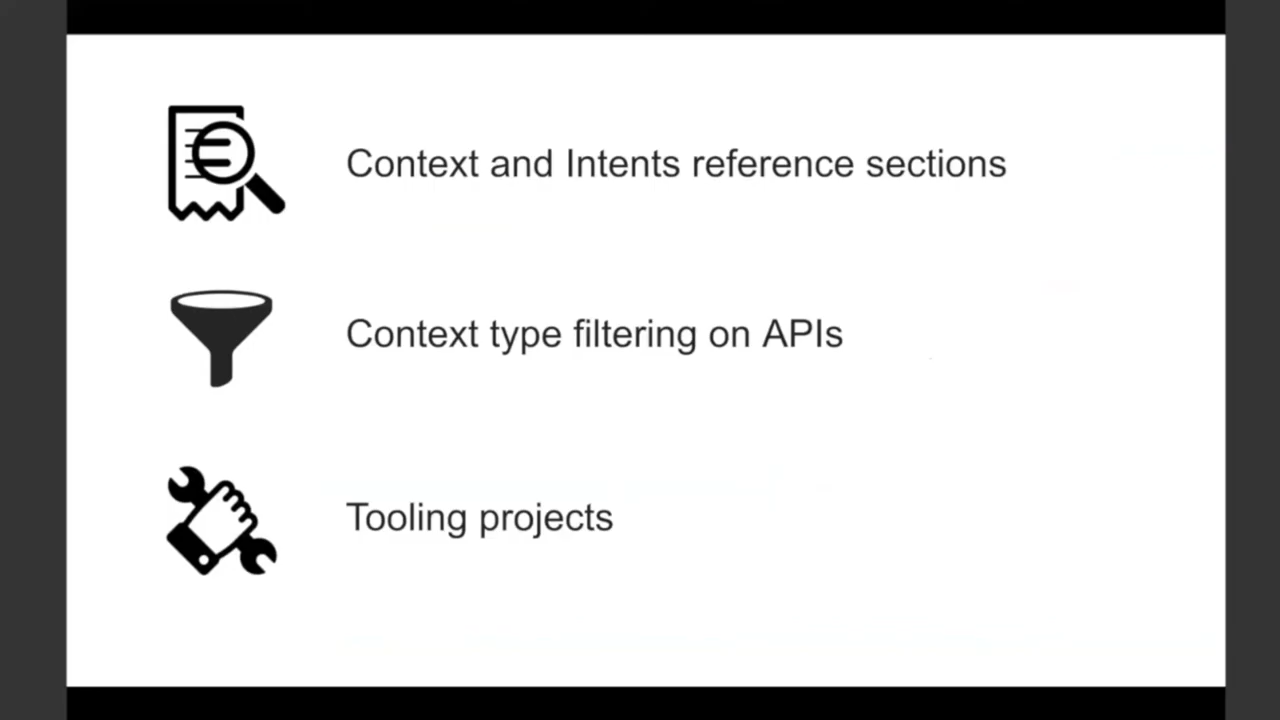 Context and Intents reference sections
Context type filtering on APIs
Tooling projects